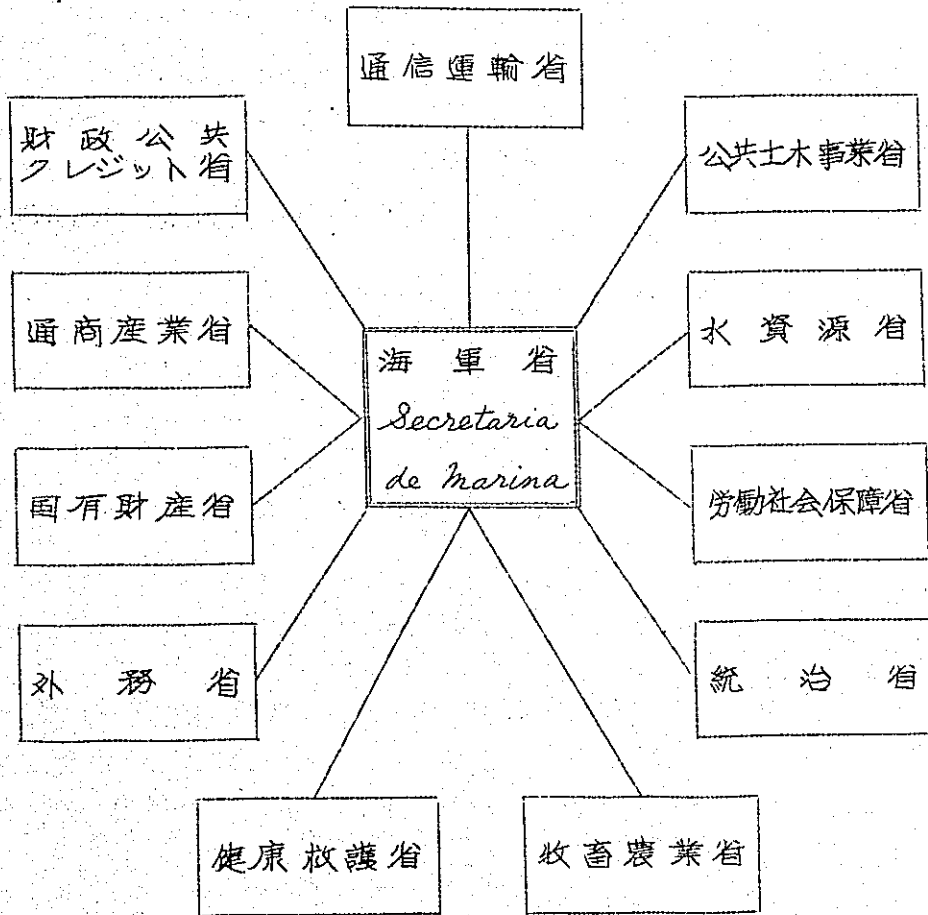 通信運輸省
財政公共
クレジット省
公共土木事業省
通商産業省
水資源省
海軍省
Secretaria
de Marina
国有財産省
労働社会保障省
外務省
統治省
健康救護省
牧畜農業省